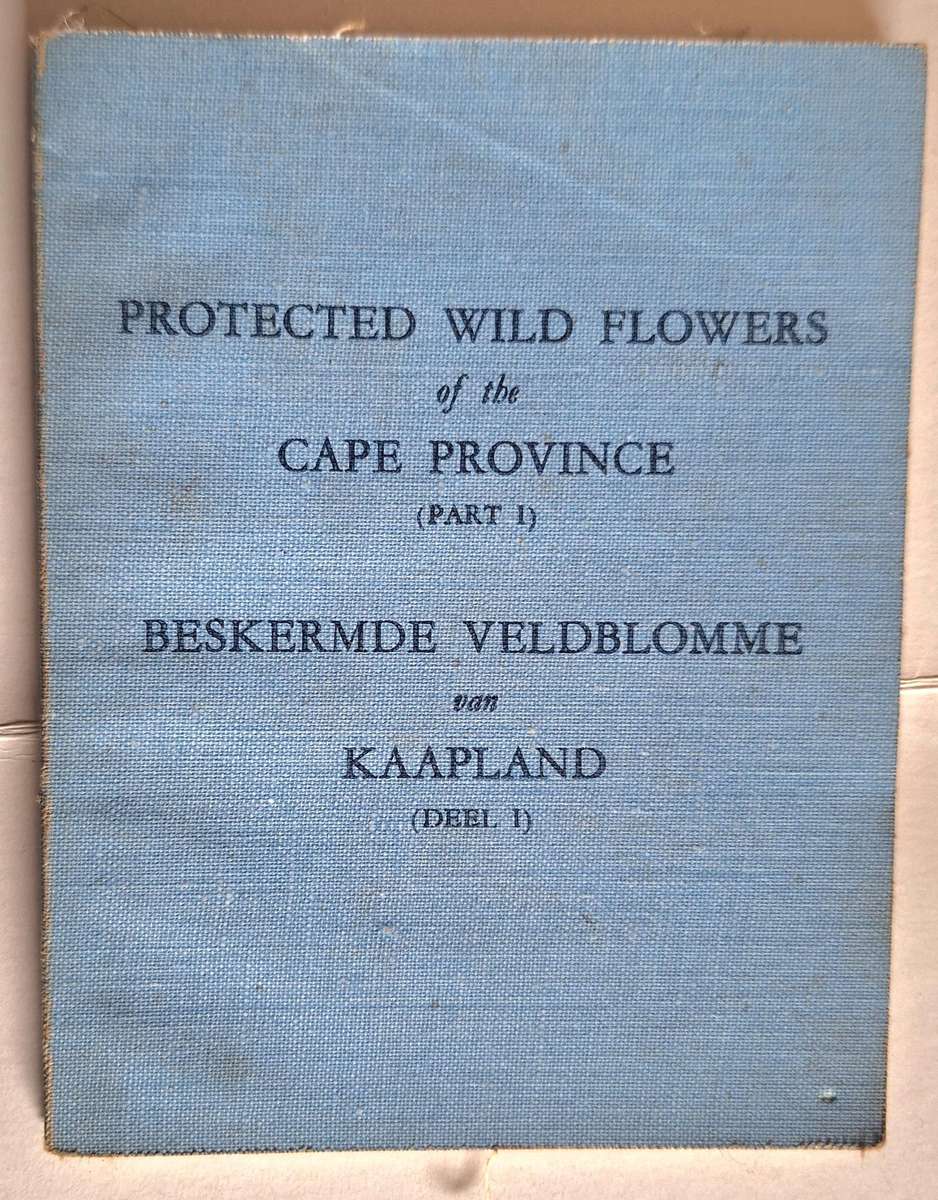 PROTECTED WILD FLOWERS
of the
CAPE PROVINCE
(PART I)
BESKERMDE VELDBLOMME
van
KAAPLAND
(DEEL I)